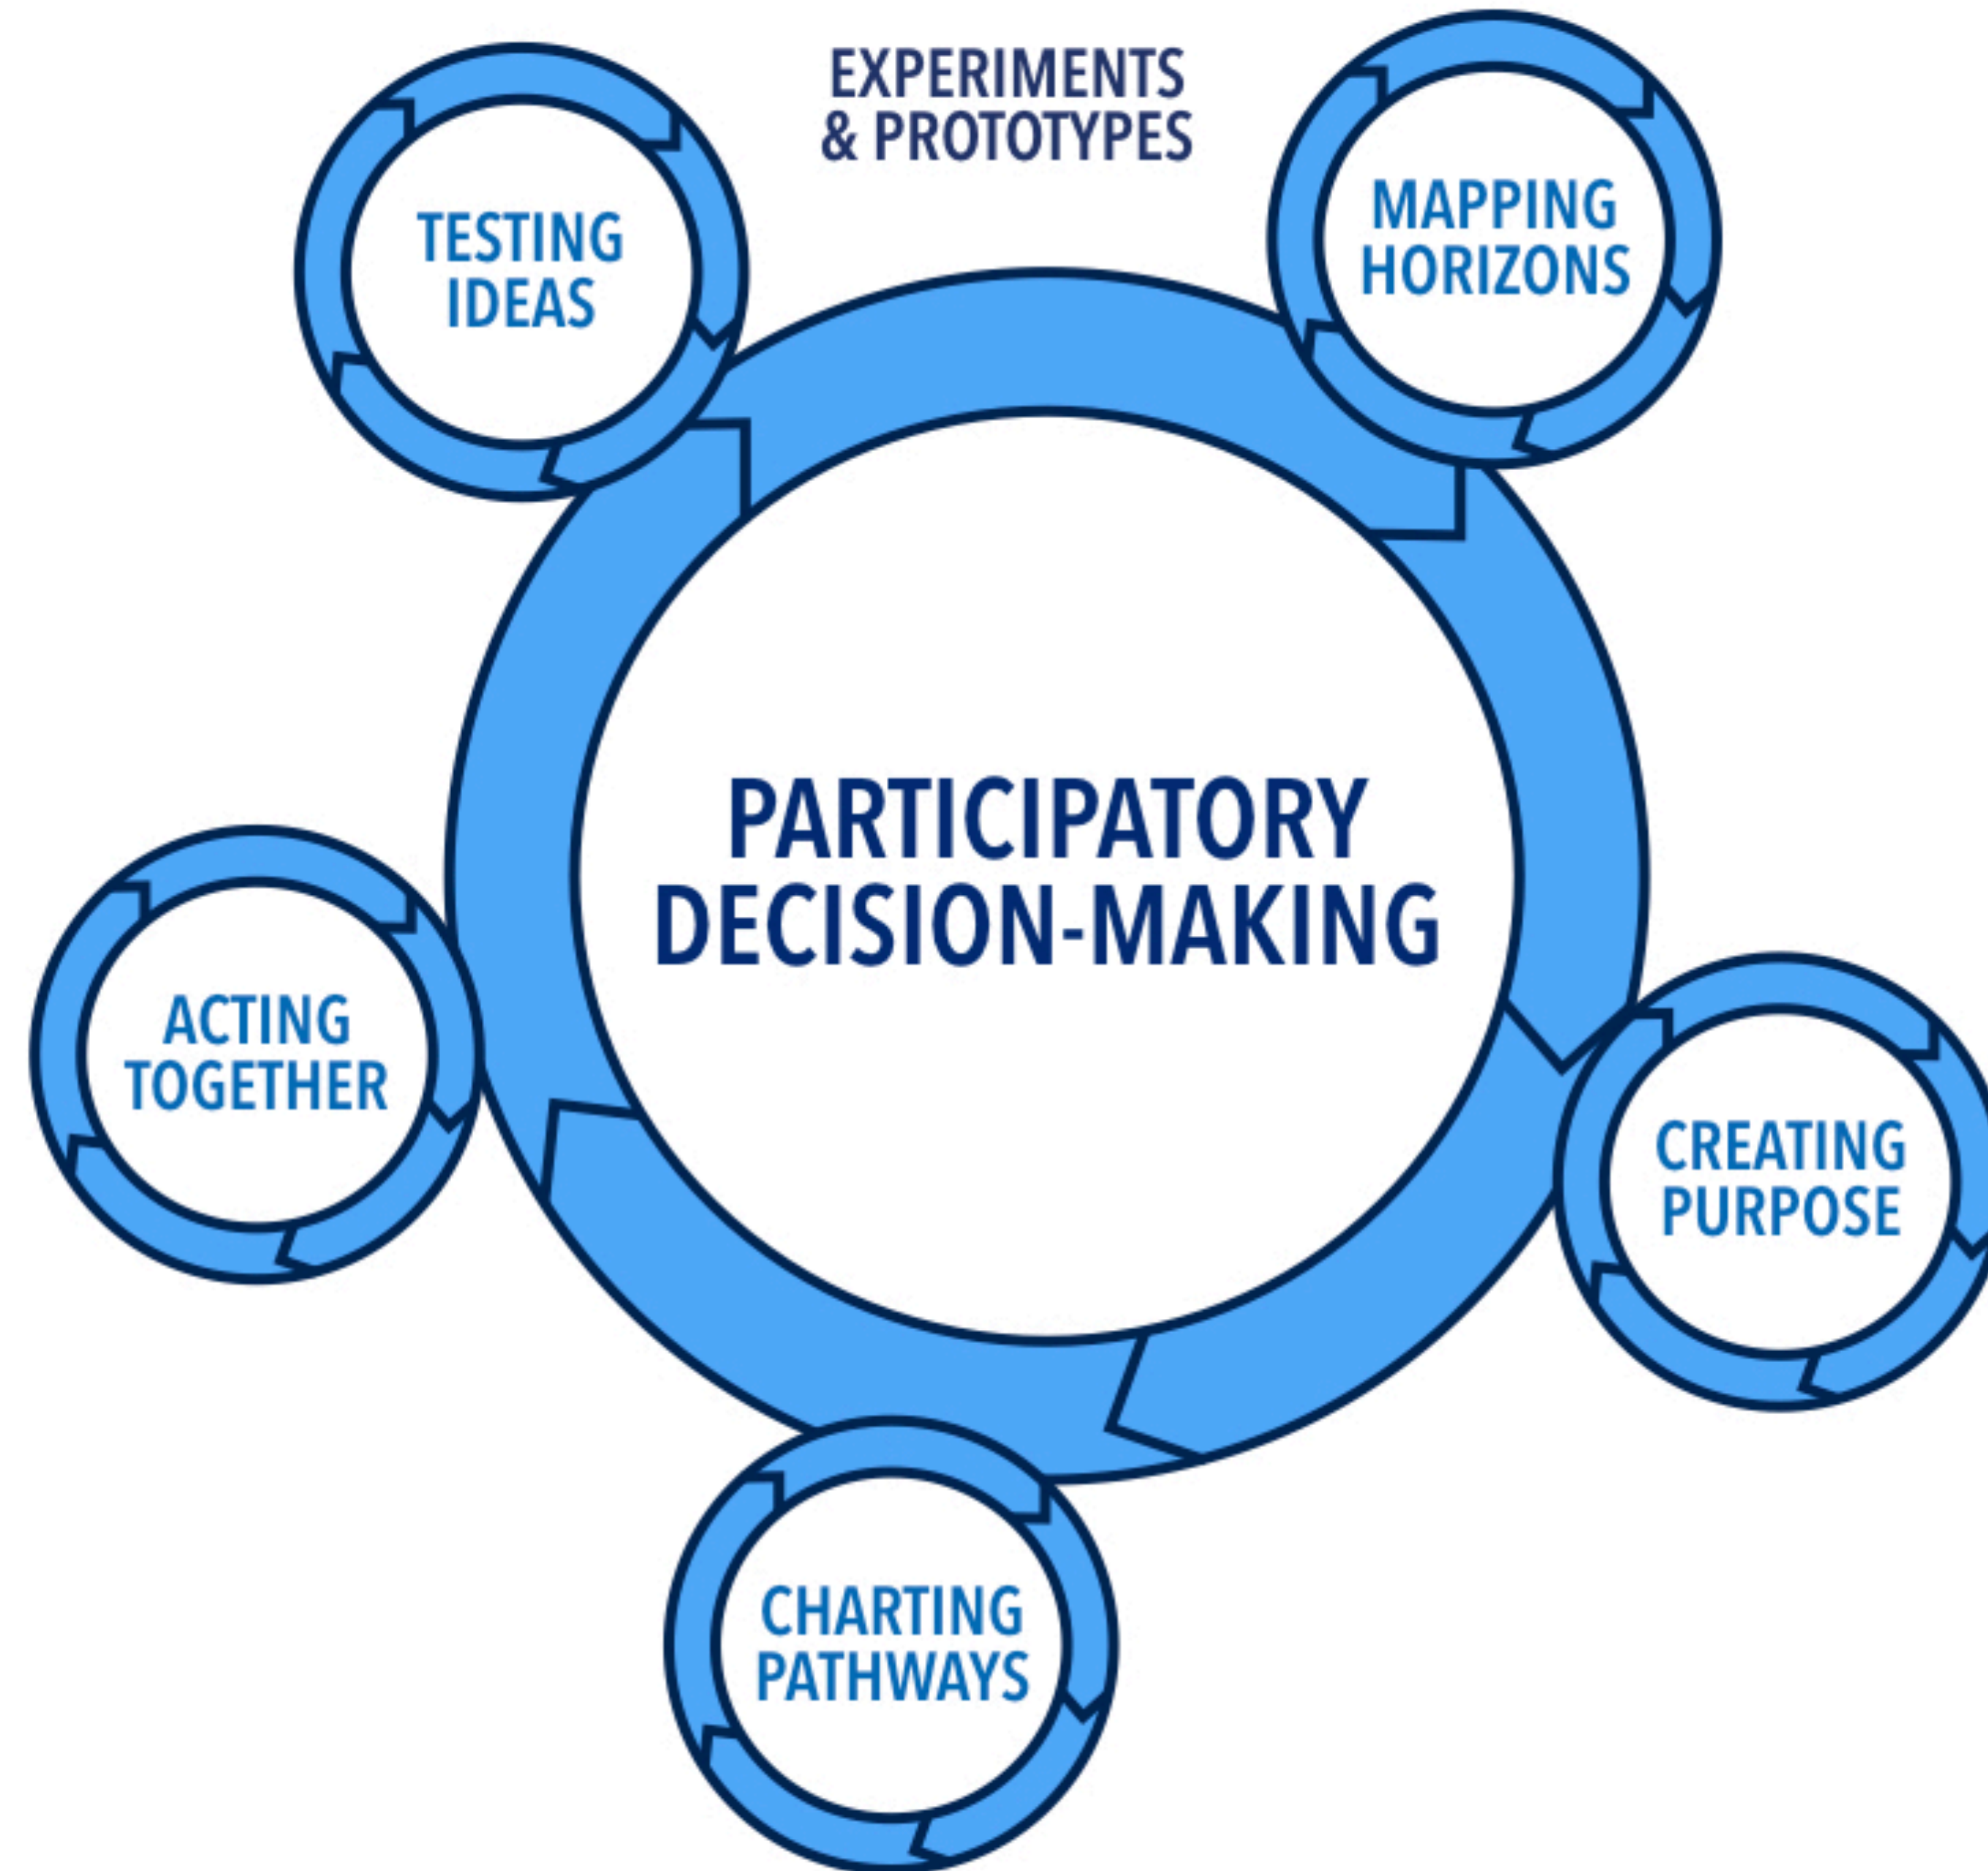 EXPERIMENTS
& PROTOTYPES
TESTING
IDEAS
MAPPING
HORIZONS
PARTICIPATORY
DECISION-MAKING
ACTING
TOGETHER
CREATING
PURPOSE
CHARTING
PATHWAYS